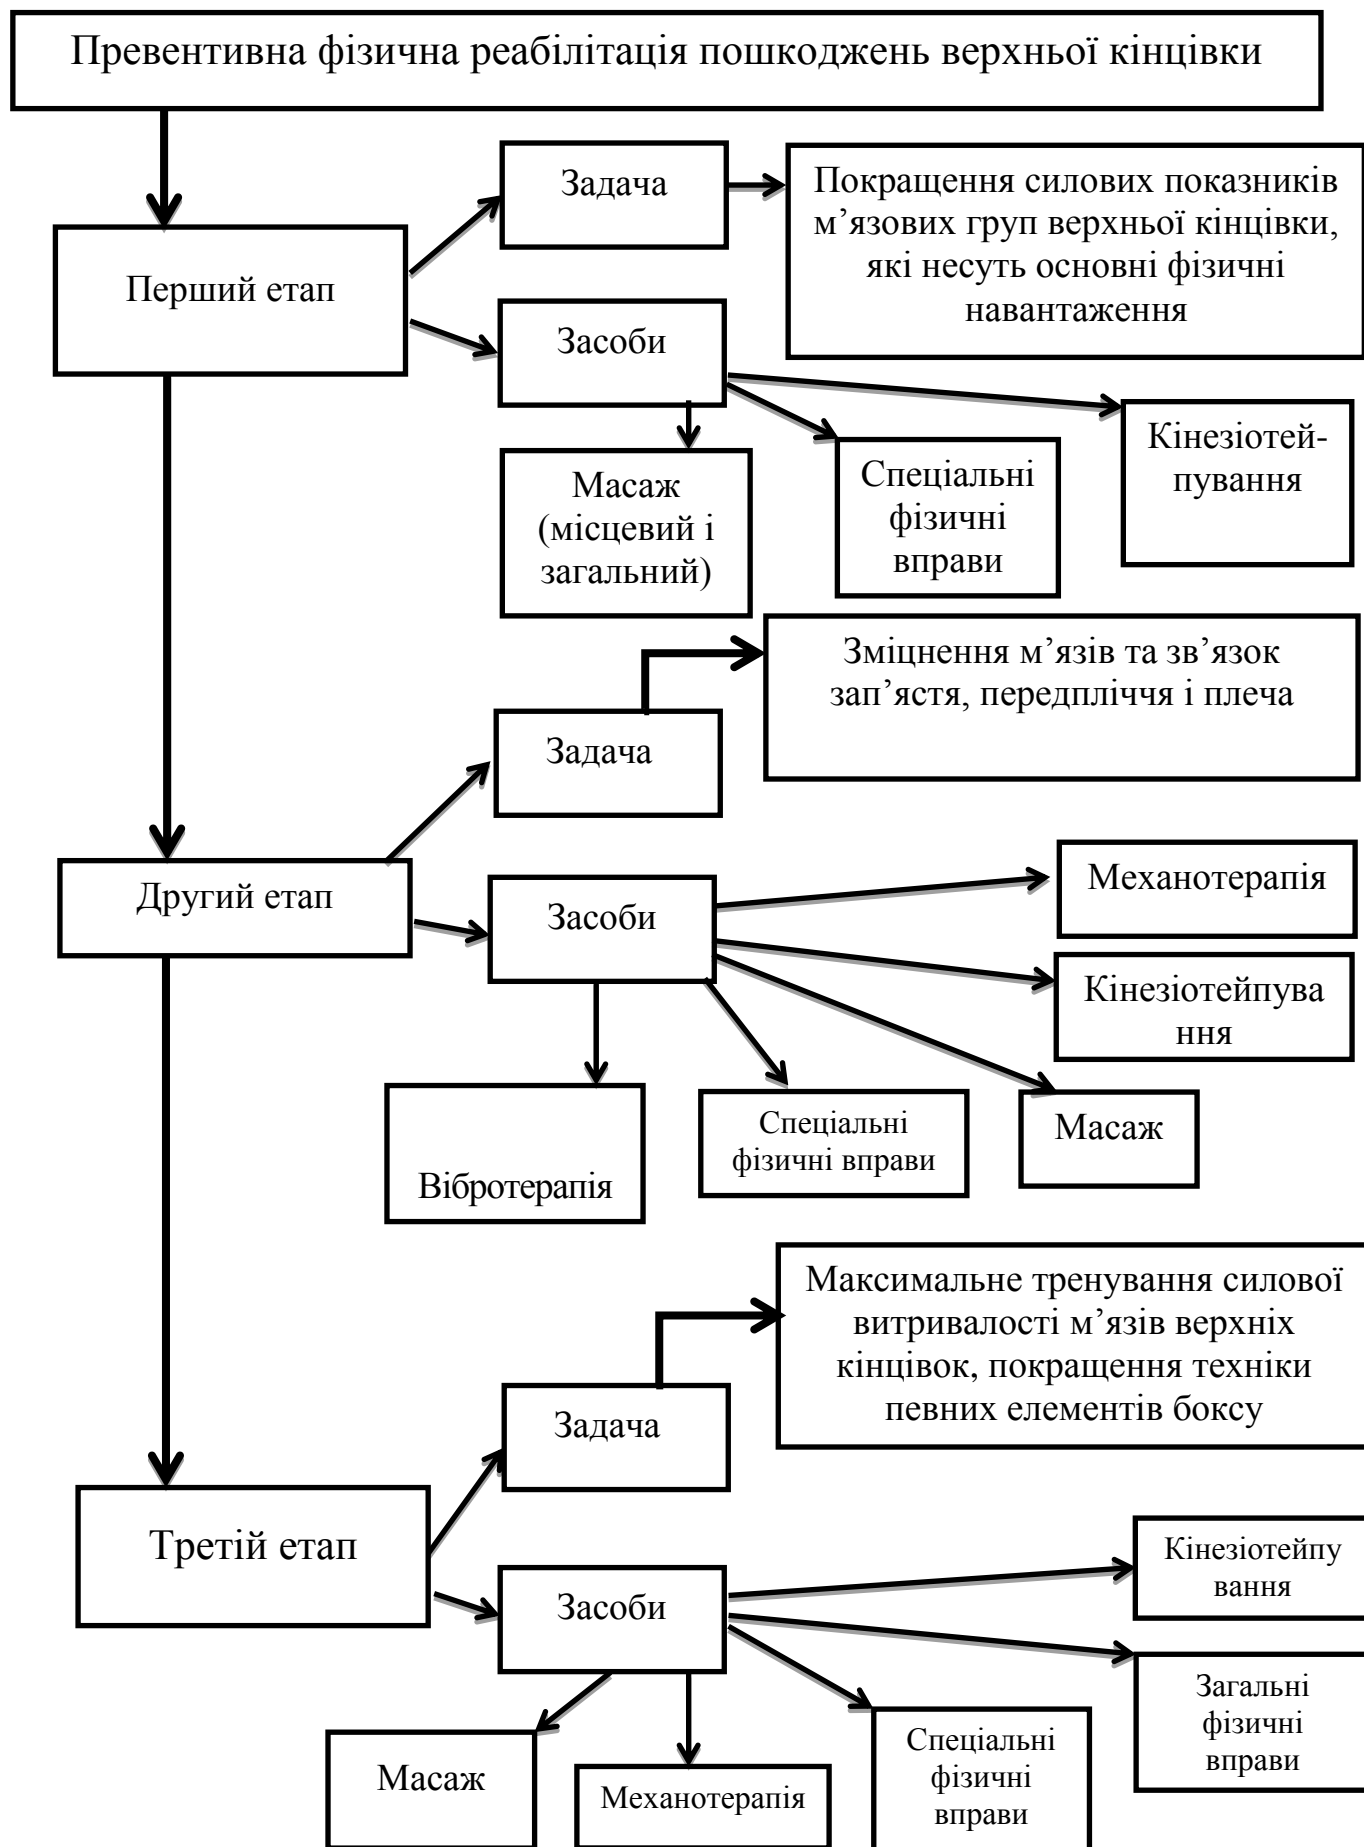 Превентивна фізична реабілітація пошкоджень верхньої кінцівки
Задача
Покращення силових показників
м’язових груп верхньої кінцівки,
які несуть основні фізичні
навантаження
Перший етап
Засоби
Кінезіотей-
пування
Спеціальні
фізичні
вправи
Масаж
(місцевий і
загальний)
Зміцнення м’язів та зв’язок
зап’ястя, передпліччя і плеча
Задача
Другий етап
Засоби
Механотерапія
Кінезіотейпува
ння
Спеціальні
фізичні вправи
Масаж
Вібротерапія
Максимальне тренування силової
витривалості м’язів верхніх
кінцівок, покращення техніки
певних елементів боксу
Задача
Третій етап
Засоби
Кінезіотейпу
вання
Загальні
фізичні
вправи
Спеціальні
фізичні
вправи
Масаж
Механотерапія